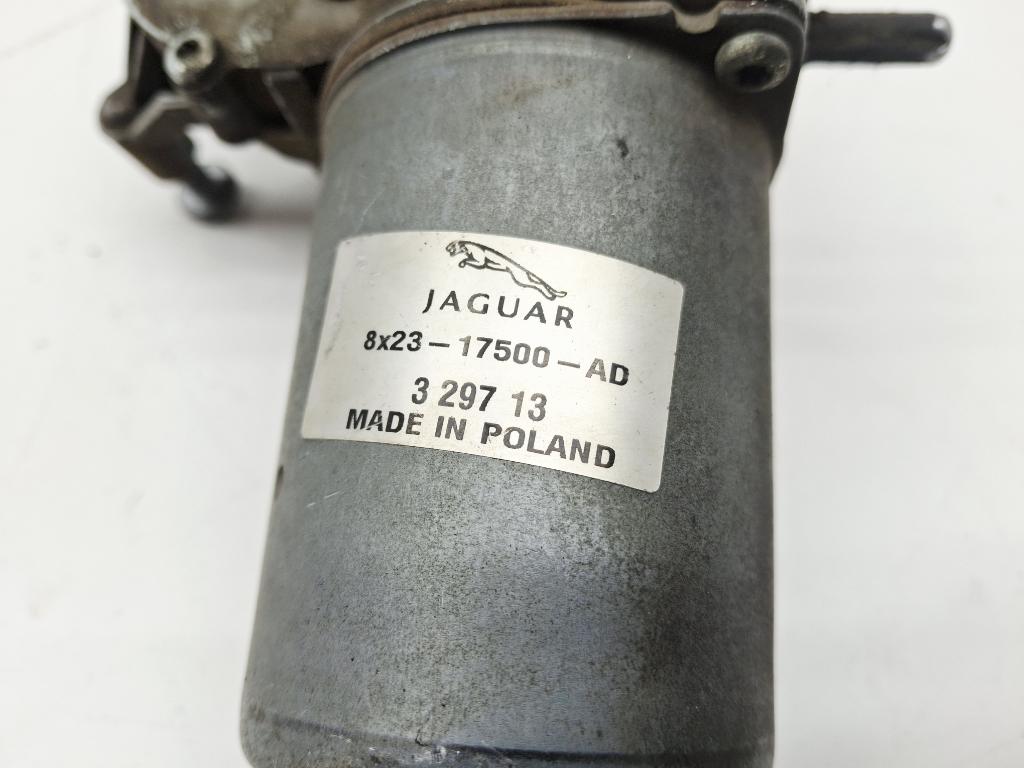 JAGUAR
8x23-17500-AD
3 297 13
MADE IN POLAND